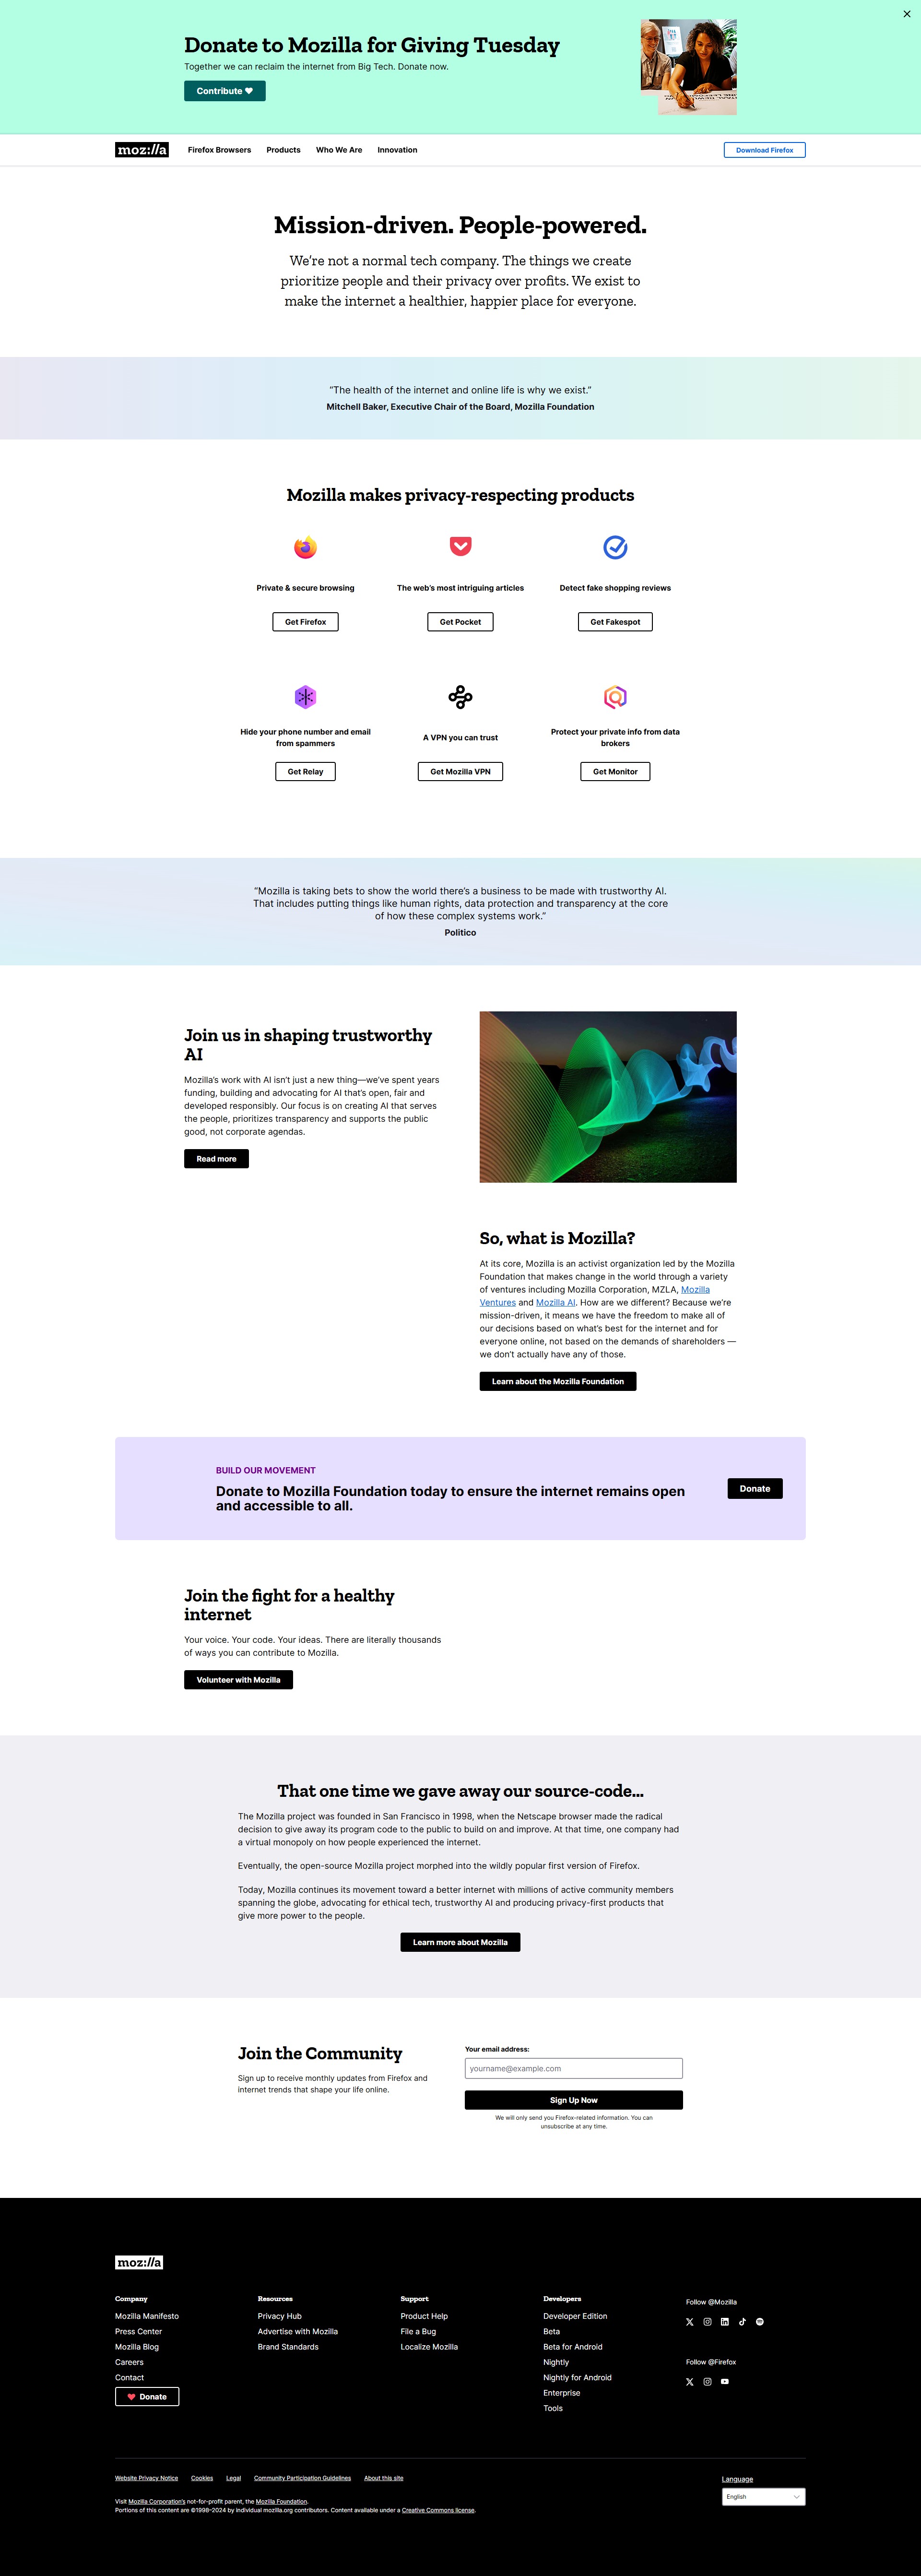 Donate to Mozilla for Giving Tuesday
Together we can reclaim the internet from Big Tech. Donate now.
Contribute
moz://a
Firefox Browsers
Products
Who We Are
Innovation
Download Firefox
Mission-driven. People-powered.
We’re not a normal tech company. The things we create
prioritize people and their privacy over profits. We exist to
make the internet a healthier, happier place for everyone.
“The health of the internet and online life is why we exist.”
Mitchell Baker, Executive Chair of the Board, Mozilla Foundation
Mozilla makes privacy-respecting products
Private & secure browsing
Get Firefox
The web’s most intriguing articles
Get Pocket
Detect fake shopping reviews
Get Fakespot
Hide your phone number and email
from spammers
Get Relay
A VPN you can trust
Get Mozilla VPN
Protect your private info from data
brokers
Get Monitor
“Mozilla is taking bets to show the world there’s a business to be made with trustworthy AI.
That includes putting things like human rights, data protection and transparency at the core
of how these complex systems work.”
Politico
Join us in shaping trustworthy
AI
Mozilla’s work with AI isn’t just a new thing—we’ve spent years
funding, building and advocating for AI that’s open, fair and
developed responsibly. Our focus is on creating AI that serves
the people, prioritizes transparency and supports the public
good, not corporate agendas.
Read more
So, what is Mozilla?
At its core, Mozilla is an activist organization led by the Mozilla
Foundation that makes change in the world through a variety
of ventures including Mozilla Corporation, MZLA, Mozilla
Ventures and Mozilla AI. How are we different? Because we’re
mission-driven, it means we have the freedom to make all of
our decisions based on what’s best for the internet and for
everyone online, not based on the demands of shareholders —
we don’t actually have any of those.
Learn about the Mozilla Foundation
BUILD OUR MOVEMENT
Donate to Mozilla Foundation today to ensure the internet remains open
and accessible to all.
Donate
Join the fight for a healthy
internet
Your voice. Your code. Your ideas. There are literally thousands
of ways you can contribute to Mozilla.
Volunteer with Mozilla
That one time we gave away our source-code…
The Mozilla project was founded in San Francisco in 1998, when the Netscape browser made the radical
decision to give away its program code to the public to build on and improve. At that time, one company had
a virtual monopoly on how people experienced the internet.
Eventually, the open-source Mozilla project morphed into the wildly popular first version of Firefox.
Today, Mozilla continues its movement toward a better internet with millions of active community members
spanning the globe, advocating for ethical tech, trustworthy AI and producing privacy-first products that
give more power to the people.
Learn more about Mozilla
Join the Community
Sign up to receive monthly updates from Firefox and
internet trends that shape your life online.
Your email address:
yourname@example.com
Sign Up Now
We will only send you Firefox-related information. You can
unsubscribe at any time.
moz://a
Company
Mozilla Manifesto
Press Center
Mozilla Blog
Careers
Contact
Donate
Resources
Privacy Hub
Advertise with Mozilla
Brand Standards
Support
Product Help
File a Bug
Localize Mozilla
Developers
Developer Edition
Beta
Beta for Android
Nightly
Nightly for Android
Enterprise
Tools
Follow @Mozilla
Follow @Firefox
Website Privacy Notice
Cookies
Legal
Community Participation Guidelines
About this site
Visit Mozilla Corporation’s not-for-profit parent, the Mozilla Foundation.
Portions of this content are ©1998–2024 by individual mozilla.org contributors. Content available under a Creative Commons license.
Language
English